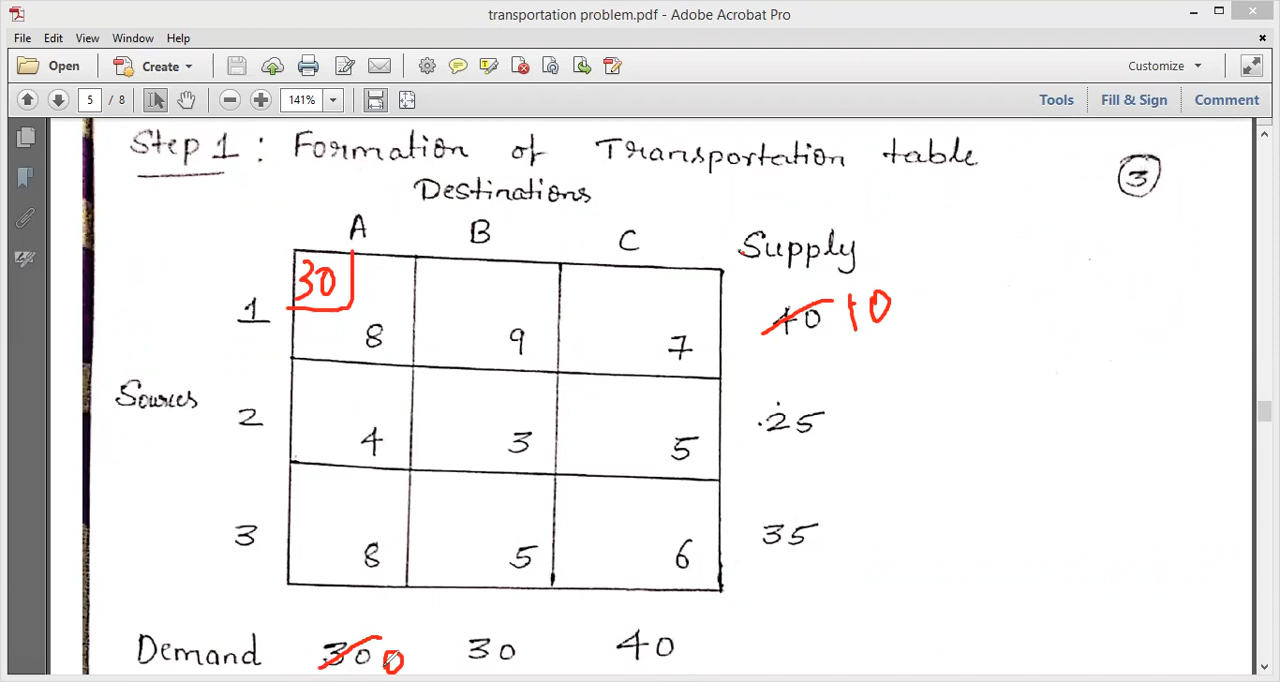 transportation problem.pdf - Adobe Acrobat Pro
File Edit View Window Help
Open Create Customize
5 / 8 141% Tools Fill & Sign Comment
Step 1 : Formation of Transportation table
3
Destinations
A B C Supply
30
1 8 9 7 40 10
Sources 2 4 3 5 25
3 8 5 6 35
Demand 30 0 30 40